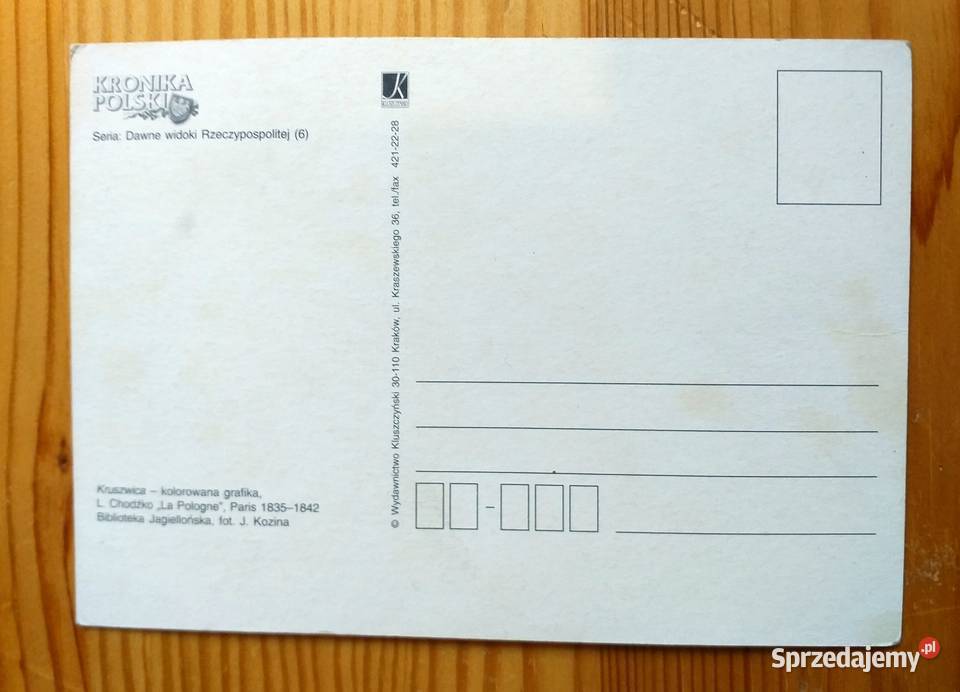 KRONIKA
POLSKI
Seria: Dawne widoki Rzeczypospolitej (6)
Kruszwica – kolorowana grafika,
L. Chodźko „La Pologne", Paris 1835–1842
Biblioteka Jagiellońska, fot. J. Kozina
K
© Wydawnictwo Kluszczyński 30-110 Kraków, ul. Kraszewskiego 36, tel./fax 421-22-28
–
Sprzedajemy.pl